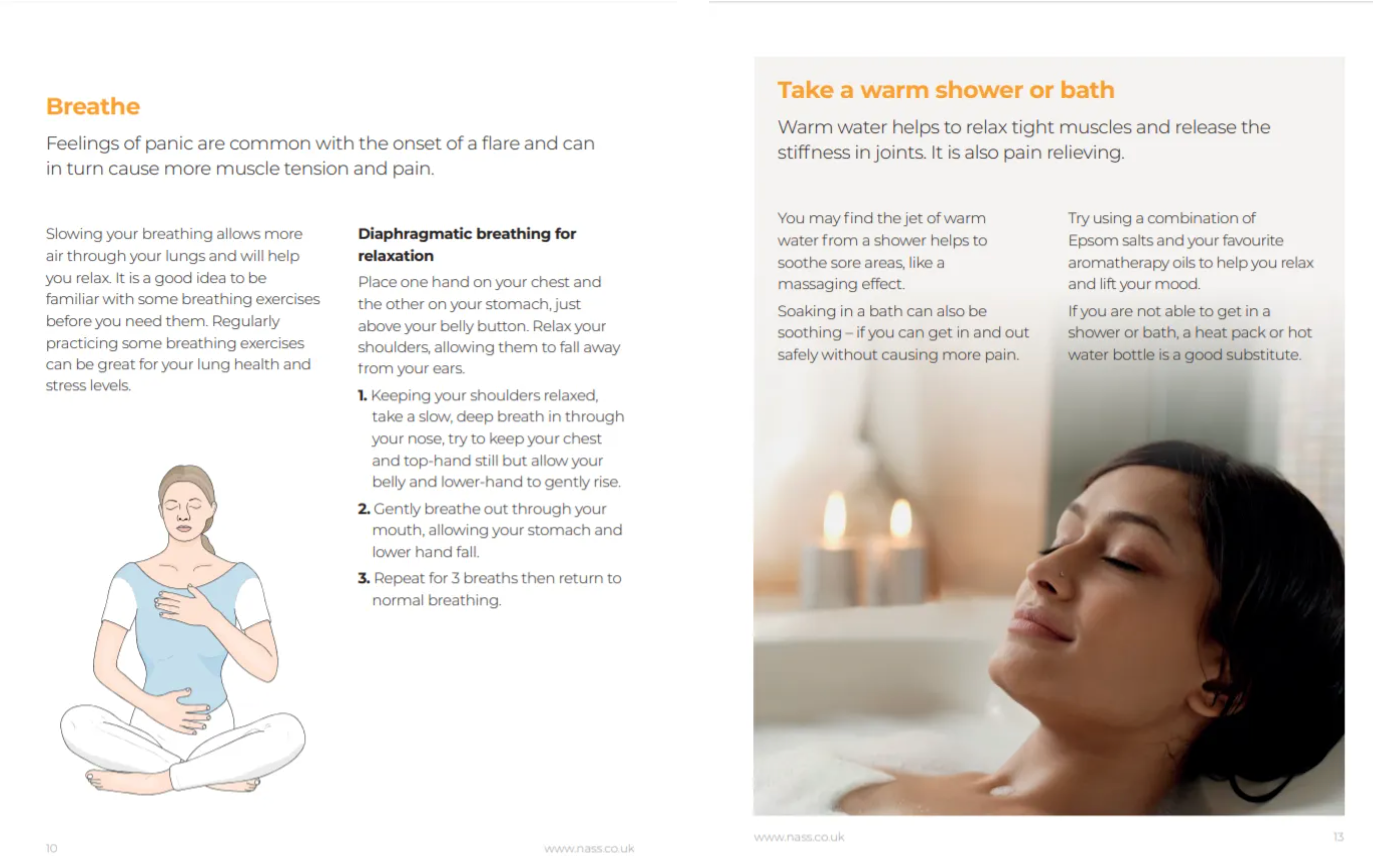 Breathe
Feelings of panic are common with the onset of a flare and can
in turn cause more muscle tension and pain.
Slowing your breathing allows more
air through your lungs and will help
you relax. It is a good idea to be
familiar with some breathing exercises
before you need them. Regularly
practicing some breathing exercises
can be great for your lung health and
stress levels.
Diaphragmatic breathing for
relaxation
Place one hand on your chest and
the other on your stomach, just
above your belly button. Relax your
shoulders, allowing them to fall away
from your ears.
1. Keeping your shoulders relaxed,
take a slow, deep breath in through
your nose, try to keep your chest
and top-hand still but allow your
belly and lower-hand to gently rise.
2. Gently breathe out through your
mouth, allowing your stomach and
lower hand fall.
3. Repeat for 3 breaths then return to
normal breathing.
10
www.nass.co.uk
Take a warm shower or bath
Warm water helps to relax tight muscles and release the
stiffness in joints. It is also pain relieving.
You may find the jet of warm
water from a shower helps to
soothe sore areas, like a
massaging effect.
Soaking in a bath can also be
soothing – if you can get in and out
safely without causing more pain.
Try using a combination of
Epsom salts and your favourite
aromatherapy oils to help you relax
and lift your mood.
If you are not able to get in a
shower or bath, a heat pack or hot
water bottle is a good substitute.
www.nass.co.uk
13